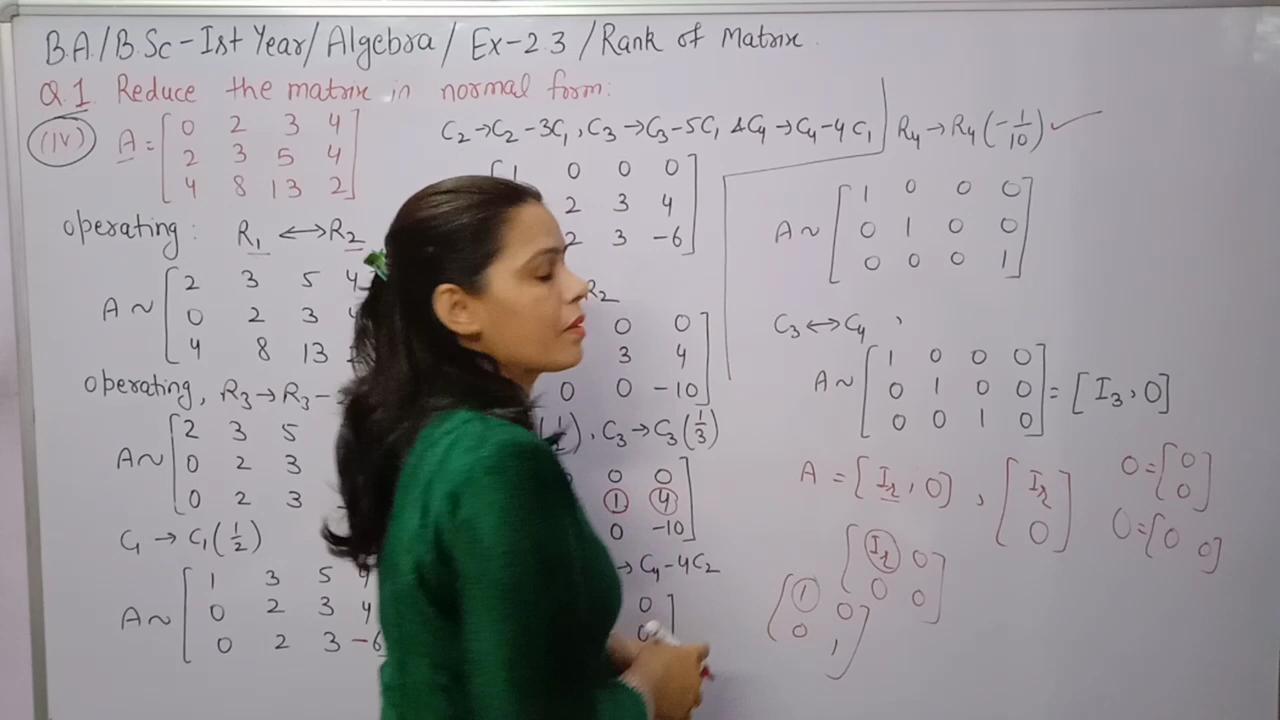 B.A./B.Sc-Ist Year/Algebra/Ex-2.3/Rank of Matrix.
Q.1 Reduce the matrix in normal form:
(IV) A = [0 2 3 4
2 3 5 4
4 8 13 2]
operating: R1 ↔ R2
A ~ [2 3 5 4
0 2 3
4 8 13
operating, R3 → R3 -
A ~ [2 3 5
0 2 3
0 2 3
C1 → C1(1/2)
A ~ [1 3 5 4
0 2 3 4
0 2 3 -6
C2 → C2 - 3C1, C3 → C3 - 5C1 & C4 → C4 - 4C1
[1 0 0 0]
2 3 4
2 3 -6]
R2
0 0]
3 4
0 0 -10]
(1/2), C3 → C3(1/3)
0 0]
1 4
0 -10]
→ C4 - 4C2
0]
0
R4 → R4(-1/10) ✓
A ~ [1 0 0 0
0 1 0 0
0 0 0 1]
C3 ↔ C4,
A ~ [1 0 0 0
0 1 0 0
0 0 1 0] = [I3, 0]
A = [Ir, 0], [Ir
0]
0 = [0
0]
0 = [0 0]
[Ir 0
0 0]
[1 0
0 1]